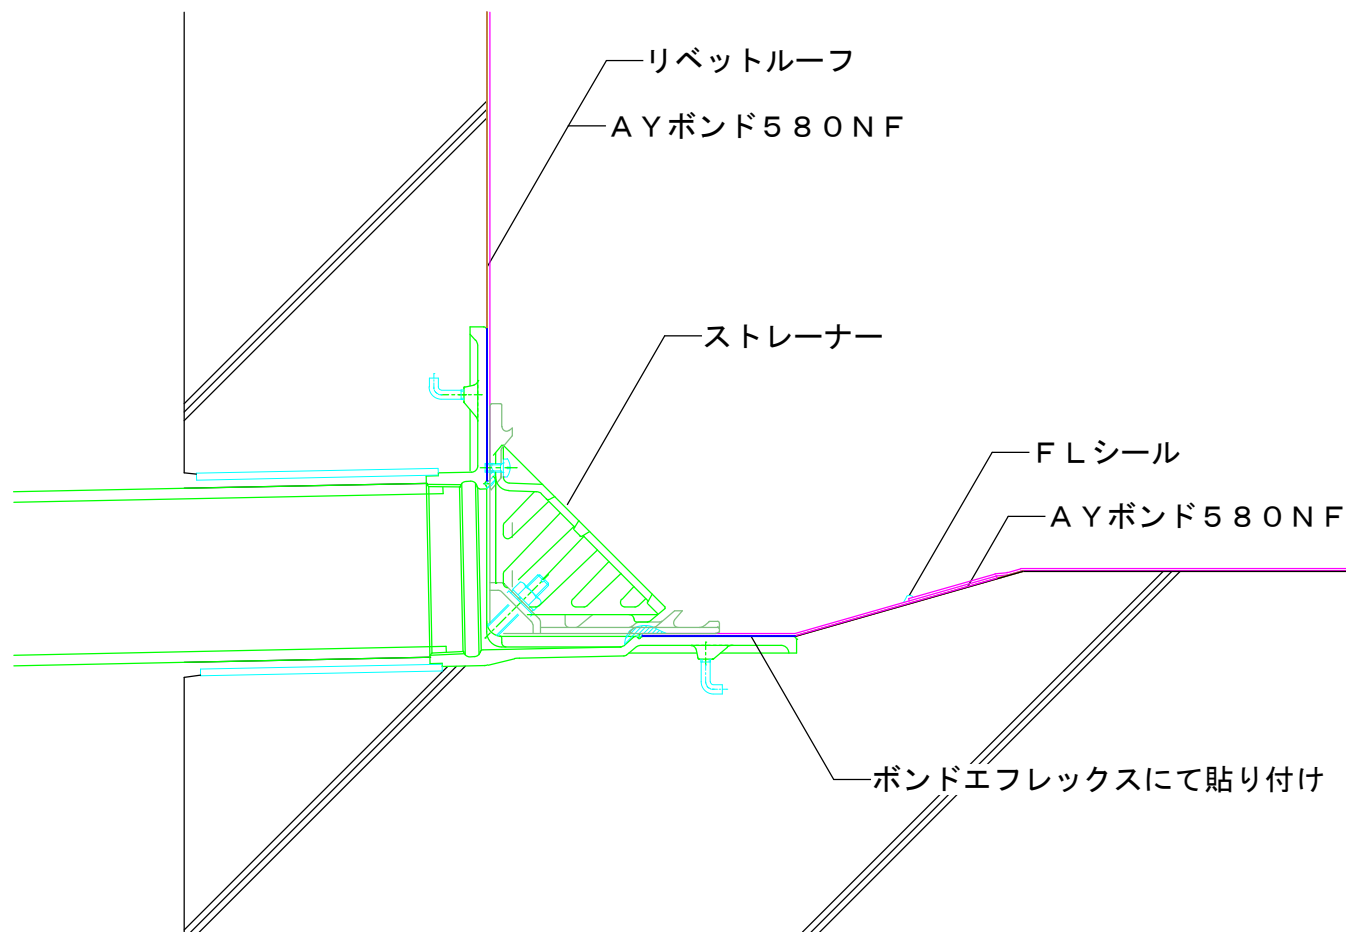 リベットルーフ
ＡＹボンド５８０ＮＦ
ストレーナー
ＦＬシール
ＡＹボンド５８０ＮＦ
ボンドエフレックスにて貼り付け